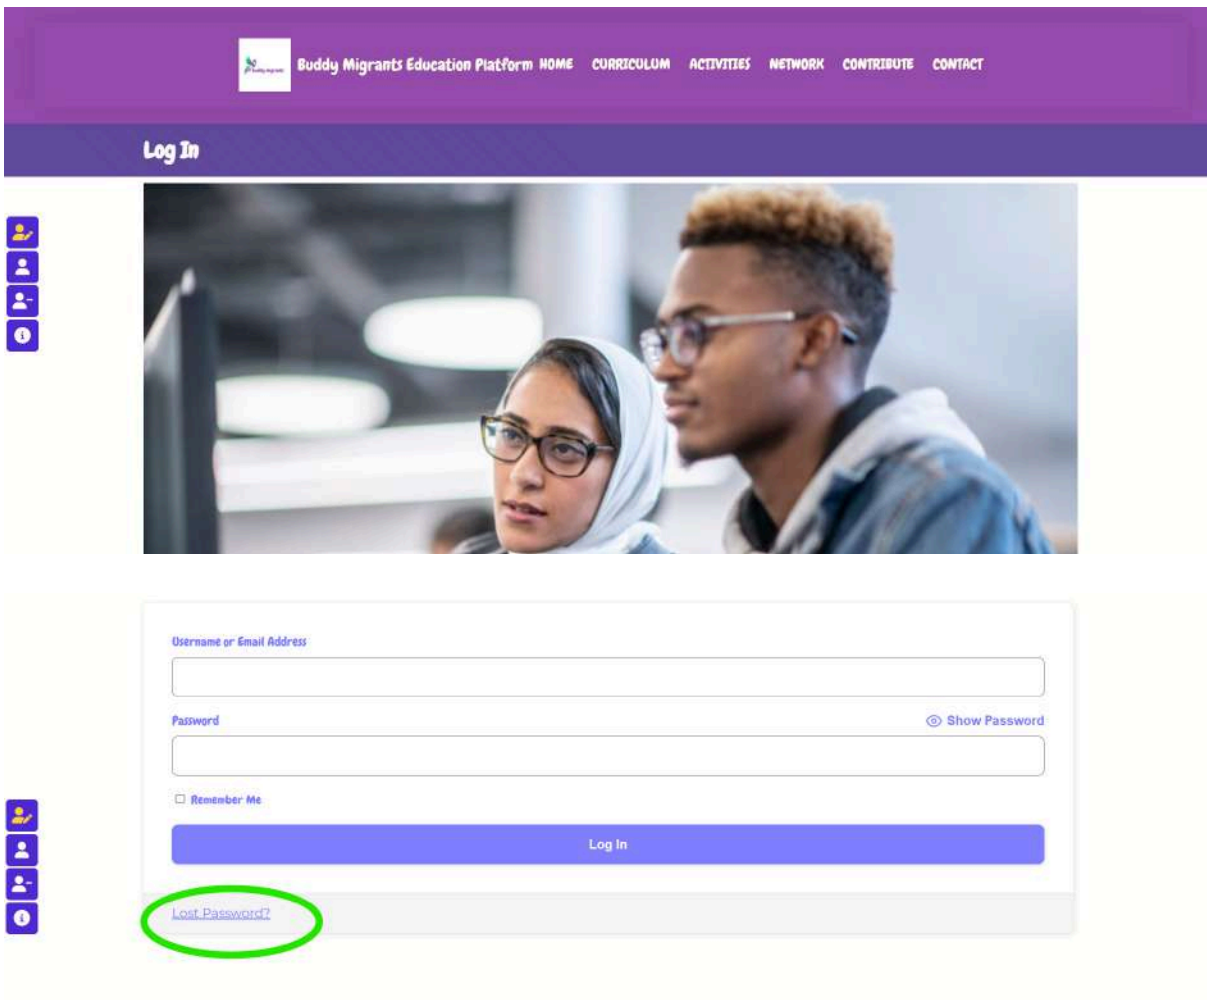 Buddy Migrants Education Platform HOME CURRICULUM ACTIVITIES NETWORK CONTRIBUTE CONTACT
Log In
Username or Email Address
Password
Show Password
Remember Me
Log In
Lost Password?